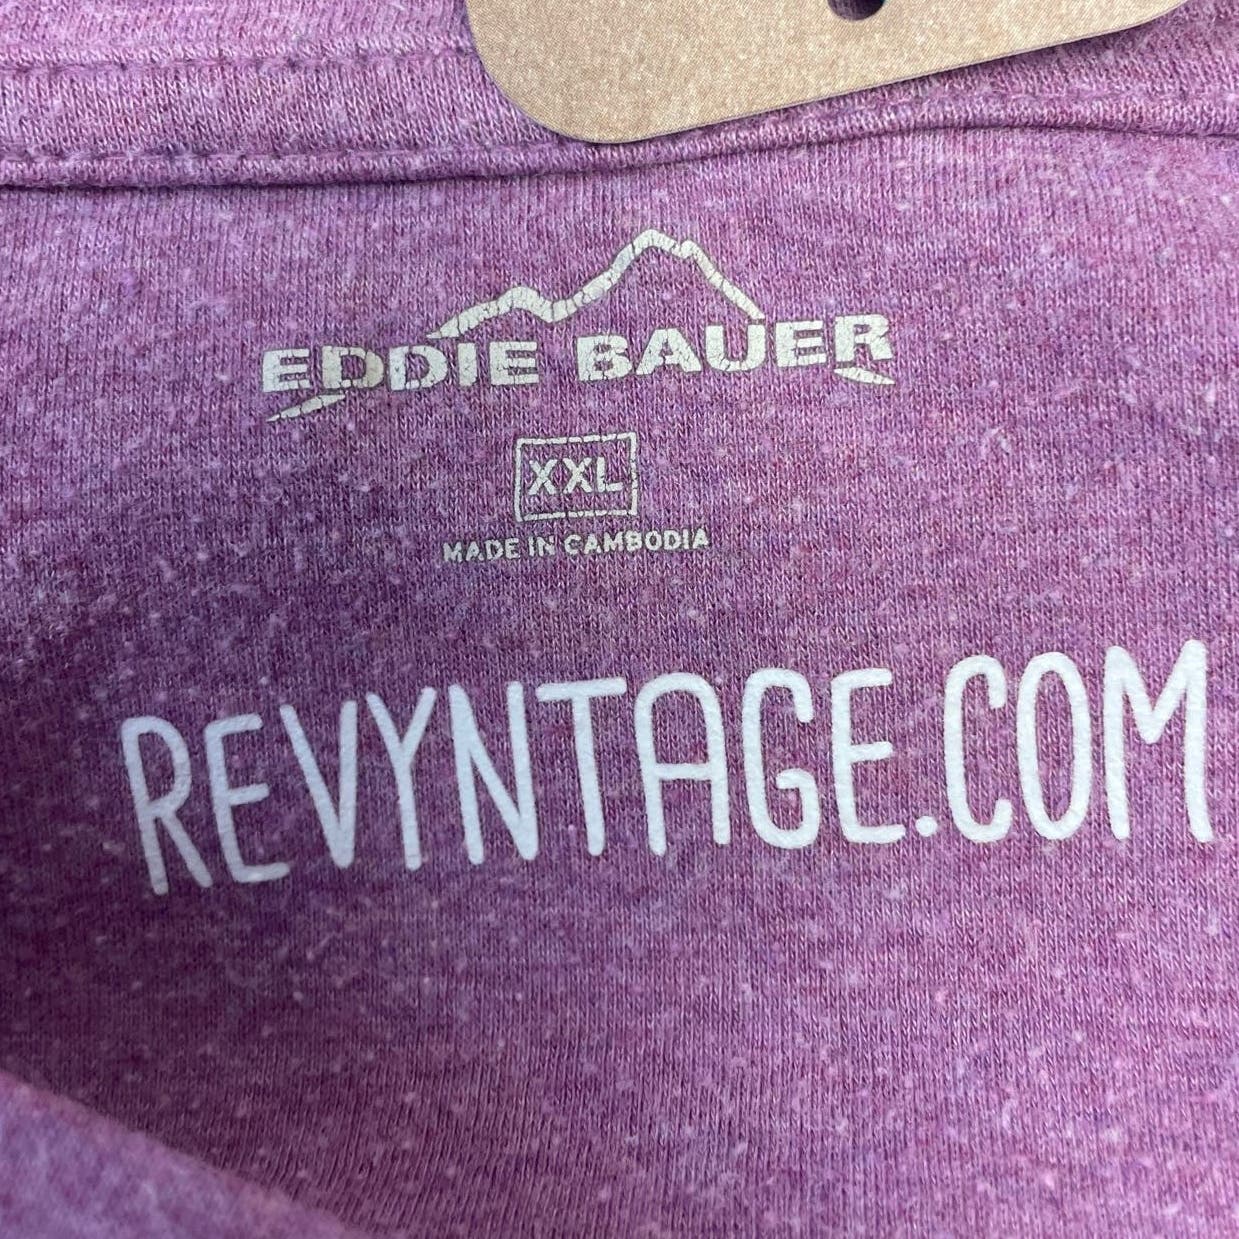 EDDIE BAUER
XXL
MADE IN CAMBODIA
REVYNTAGE.COM